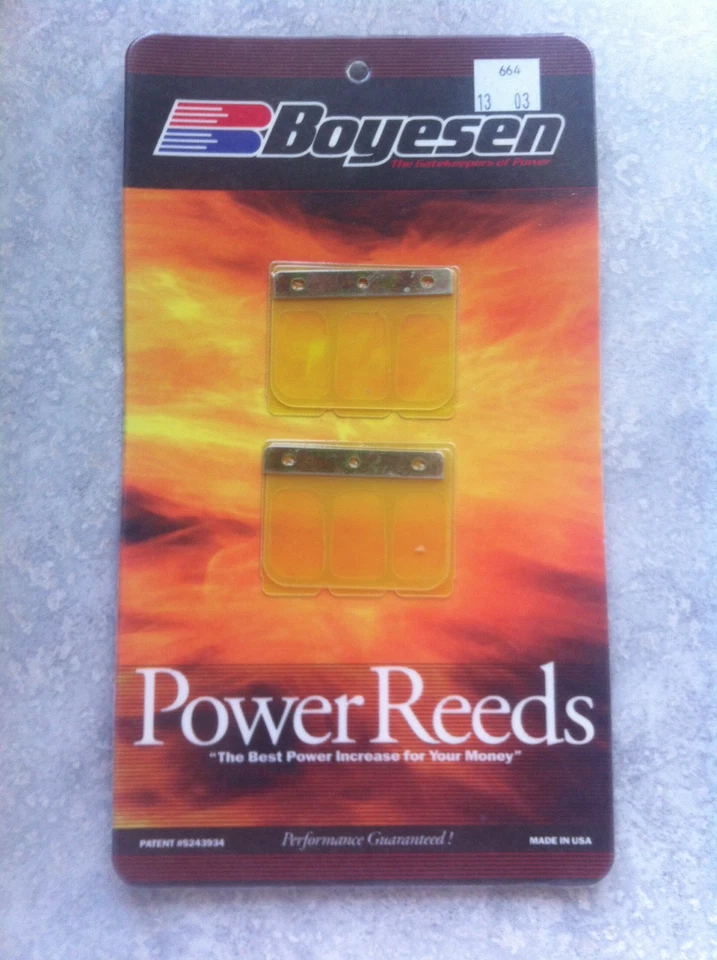 664
13 03
Boyesen
The Gatekeepers of Power
Power Reeds
"The Best Power Increase for Your Money"
PATENT #5243934
Performance Guaranteed!
MADE IN USA